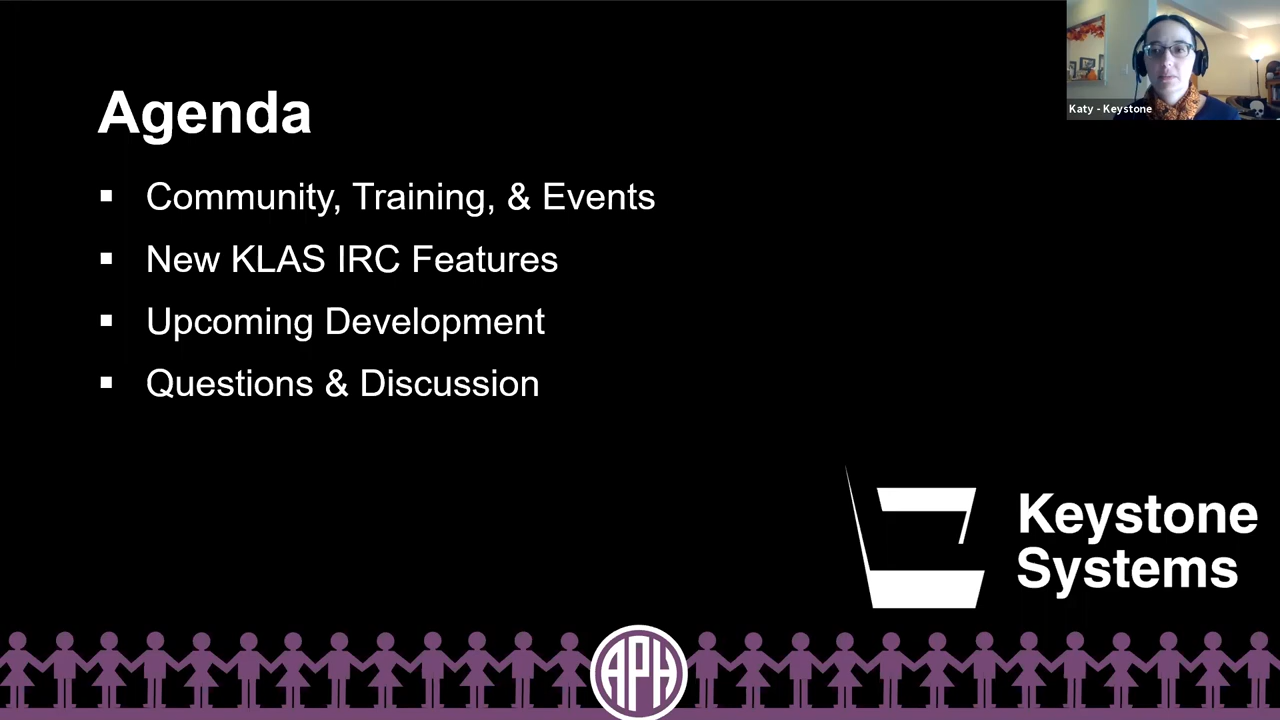 Agenda
Katy - Keystone
▪ Community, Training, & Events
▪ New KLAS IRC Features
▪ Upcoming Development
▪ Questions & Discussion
Keystone
Systems
APH